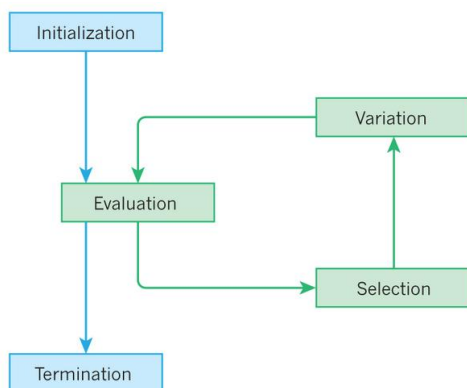 Initialization
Variation
Evaluation
Selection
Termination